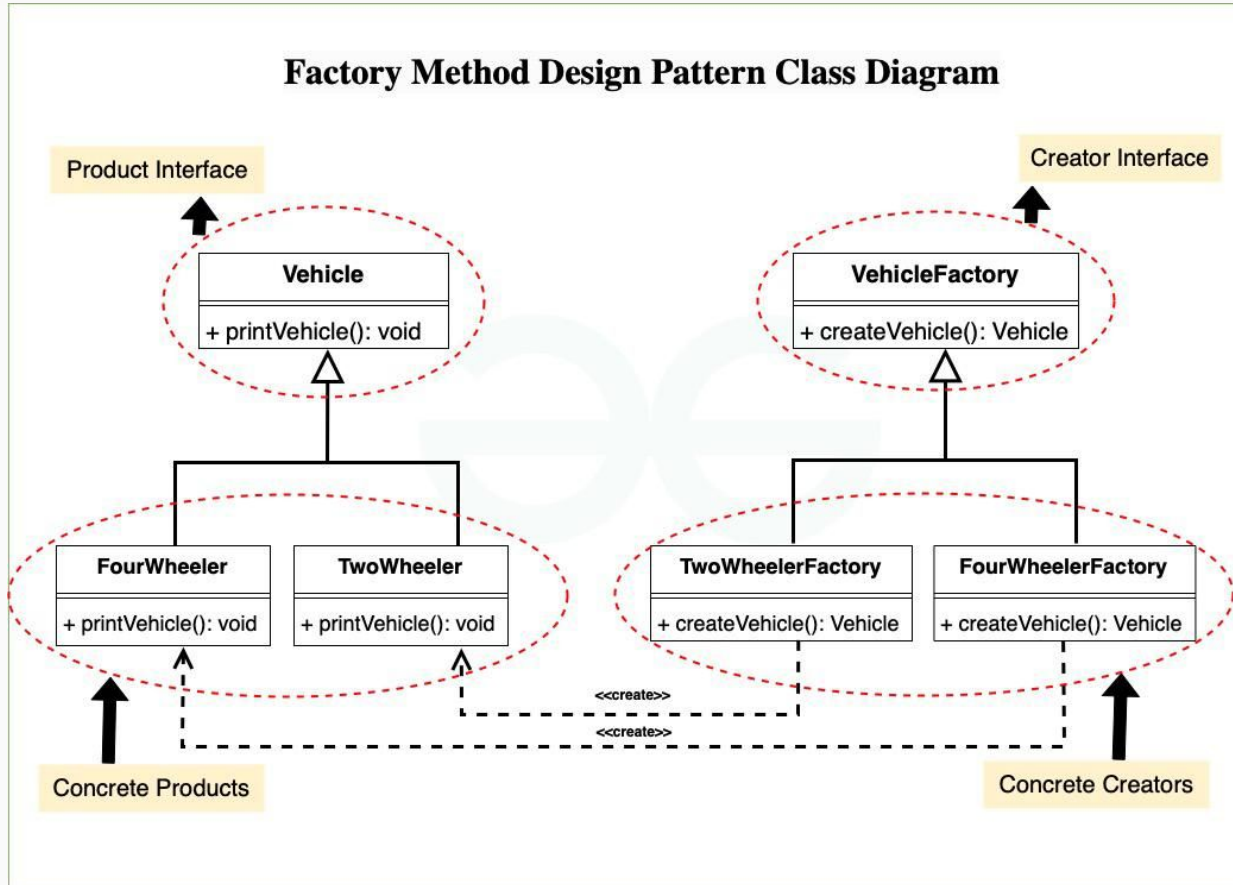 Factory Method Design Pattern Class Diagram
Product Interface
Creator Interface
Vehicle
+ printVehicle(): void
VehicleFactory
+ createVehicle(): Vehicle
FourWheeler
+ printVehicle(): void
TwoWheeler
+ printVehicle(): void
TwoWheelerFactory
+ createVehicle(): Vehicle
FourWheelerFactory
+ createVehicle(): Vehicle
<<create>>
<<create>>
Concrete Products
Concrete Creators